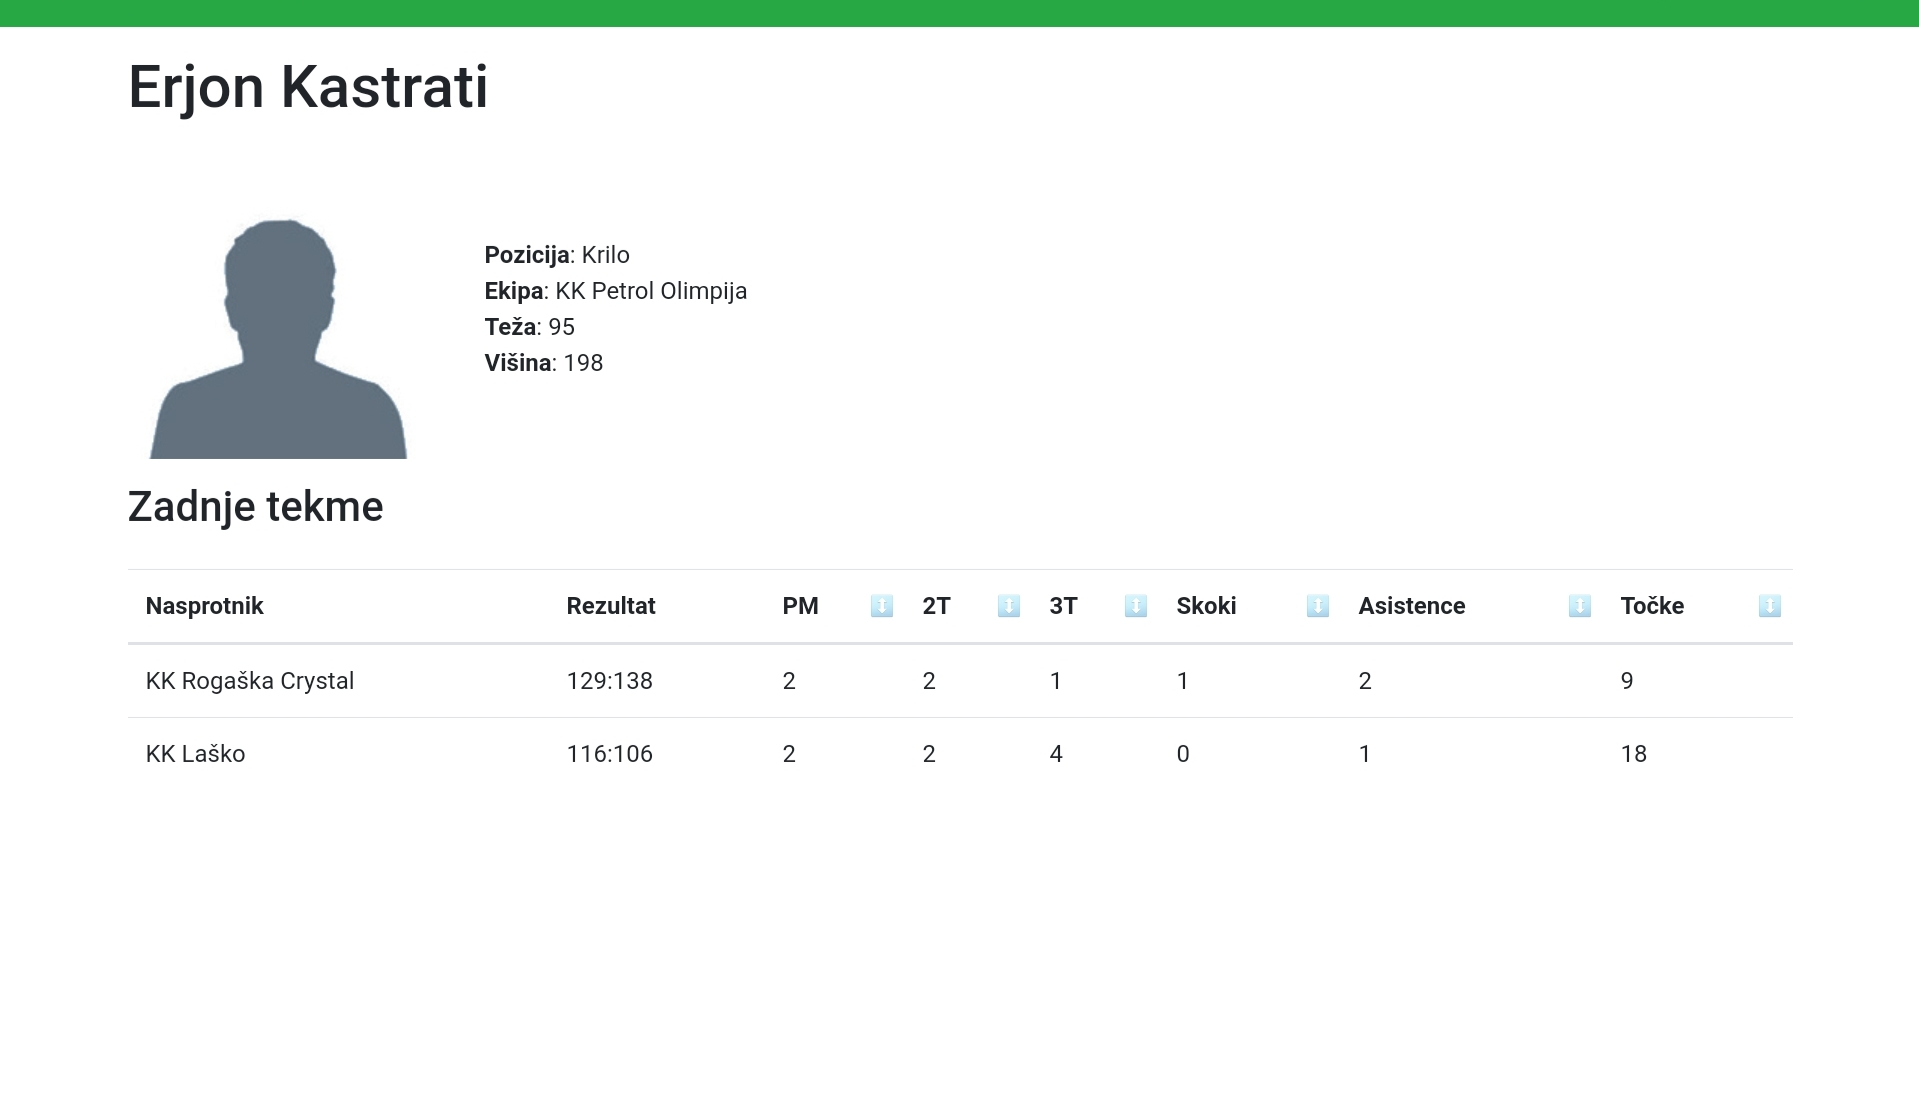 Erjon Kastrati
Pozicija: Krilo
Ekipa: KK Petrol Olimpija
Teža: 95
Višina: 198
Zadnje tekme
Nasprotnik Rezultat PM ↕️ 2T ↕️ 3T ↕️ Skoki ↕️ Asistence ↕️ Točke ↕️
KK Rogaška Crystal 129:138 2 2 1 1 2 9
KK Laško 116:106 2 2 4 0 1 18